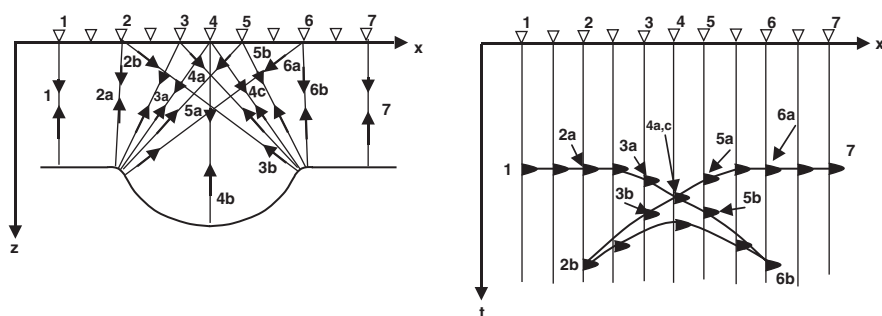 1 2 3 4 5 6 7
x
2b 4a 5b 6a
1 2a 3a 5a 4c 6b 7
3b
4b
z
1 2 3 4 5 6 7
x
2a 3a 4a,c 5a 6a
1 7
3b 5b
2b 6b
t